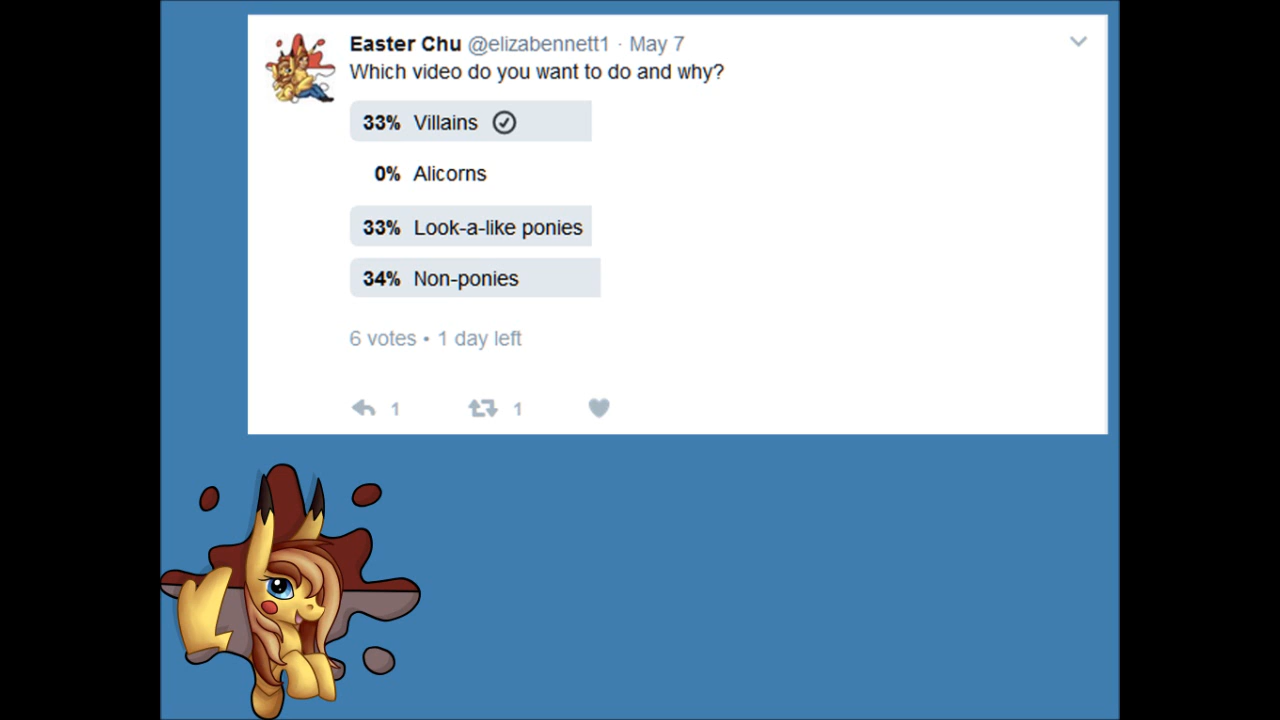 Easter Chu @elizabennett1 · May 7
Which video do you want to do and why?
33% Villains
0% Alicorns
33% Look-a-like ponies
34% Non-ponies
6 votes • 1 day left
1 1